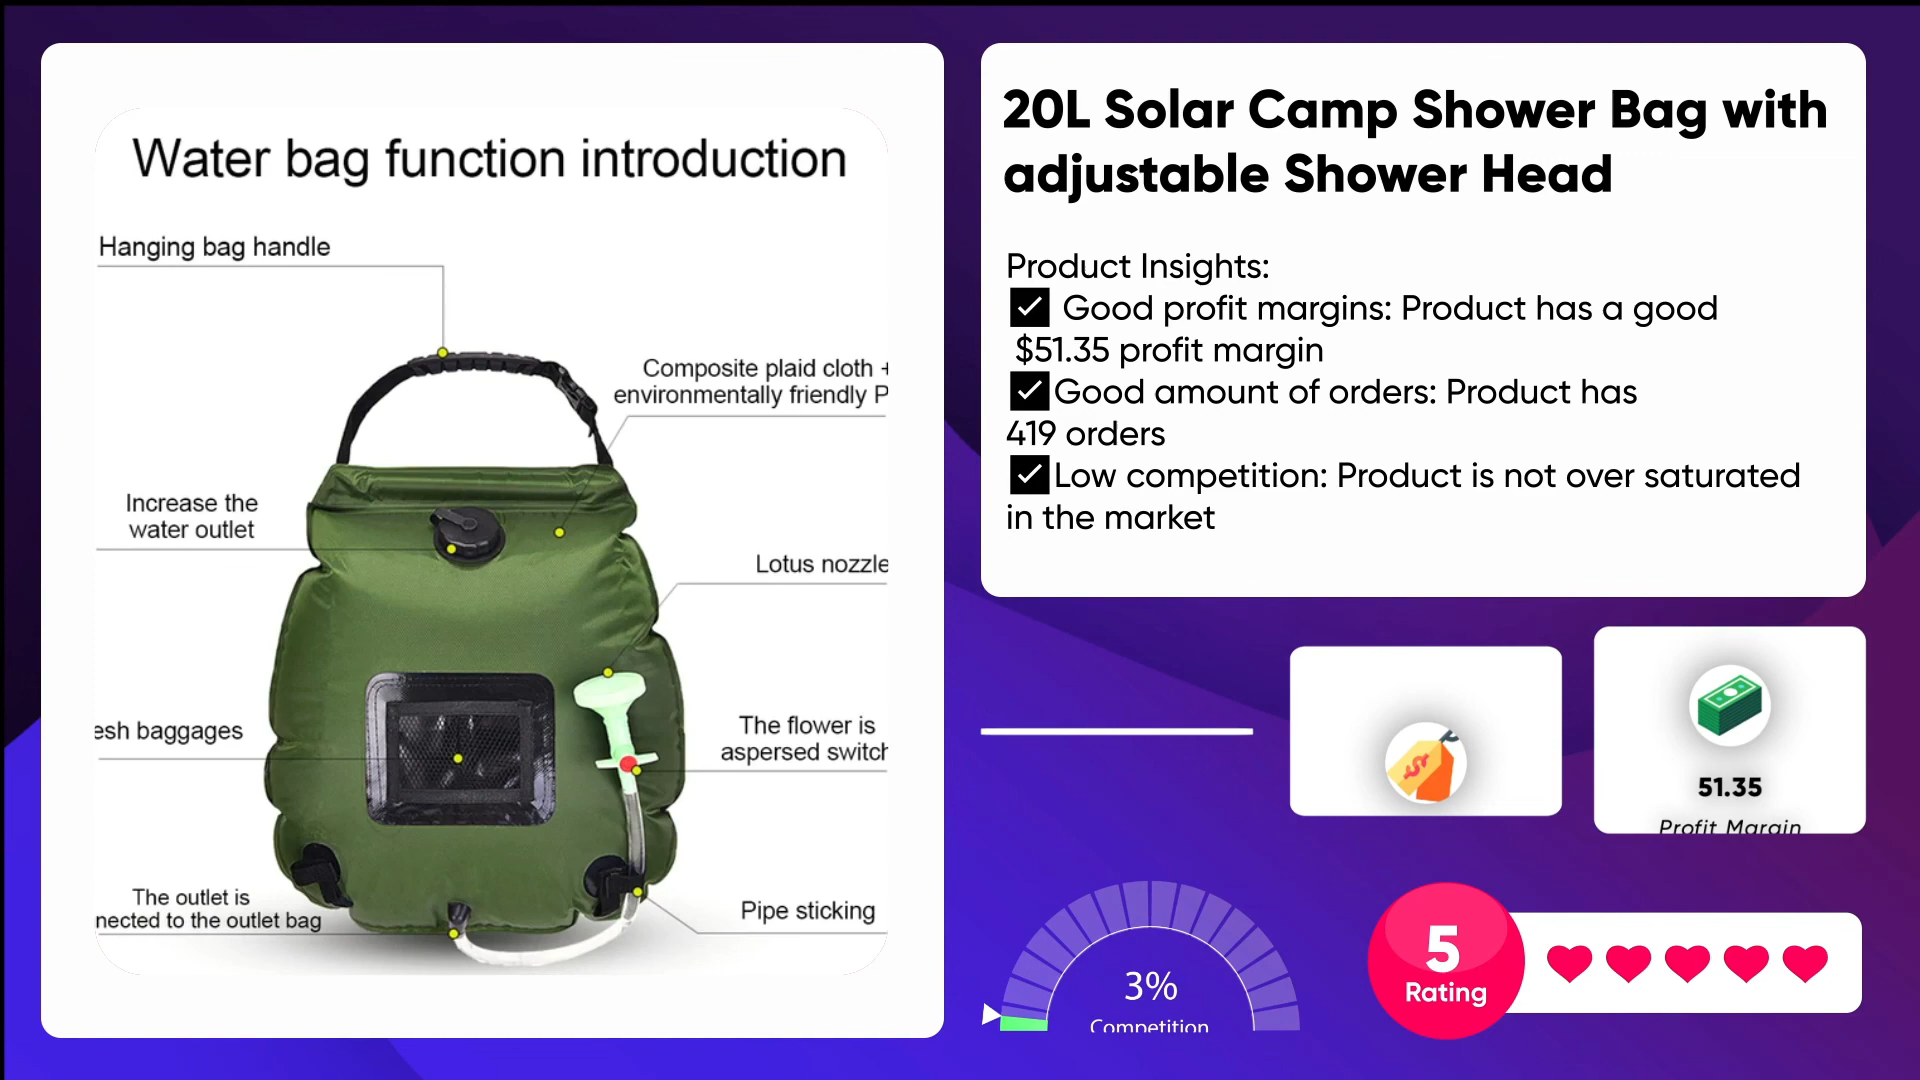 Water bag function introduction
Hanging bag handle
Composite plaid cloth +
environmentally friendly P
Increase the
water outlet
Lotus nozzle
esh baggages
The flower is
aspersed switch
The outlet is
nected to the outlet bag
Pipe sticking
20L Solar Camp Shower Bag with
adjustable Shower Head
Product Insights:
Good profit margins: Product has a good
$51.35 profit margin
Good amount of orders: Product has
419 orders
Low competition: Product is not over saturated
in the market
51.35
Profit Margin
3%
Competition
5
Rating